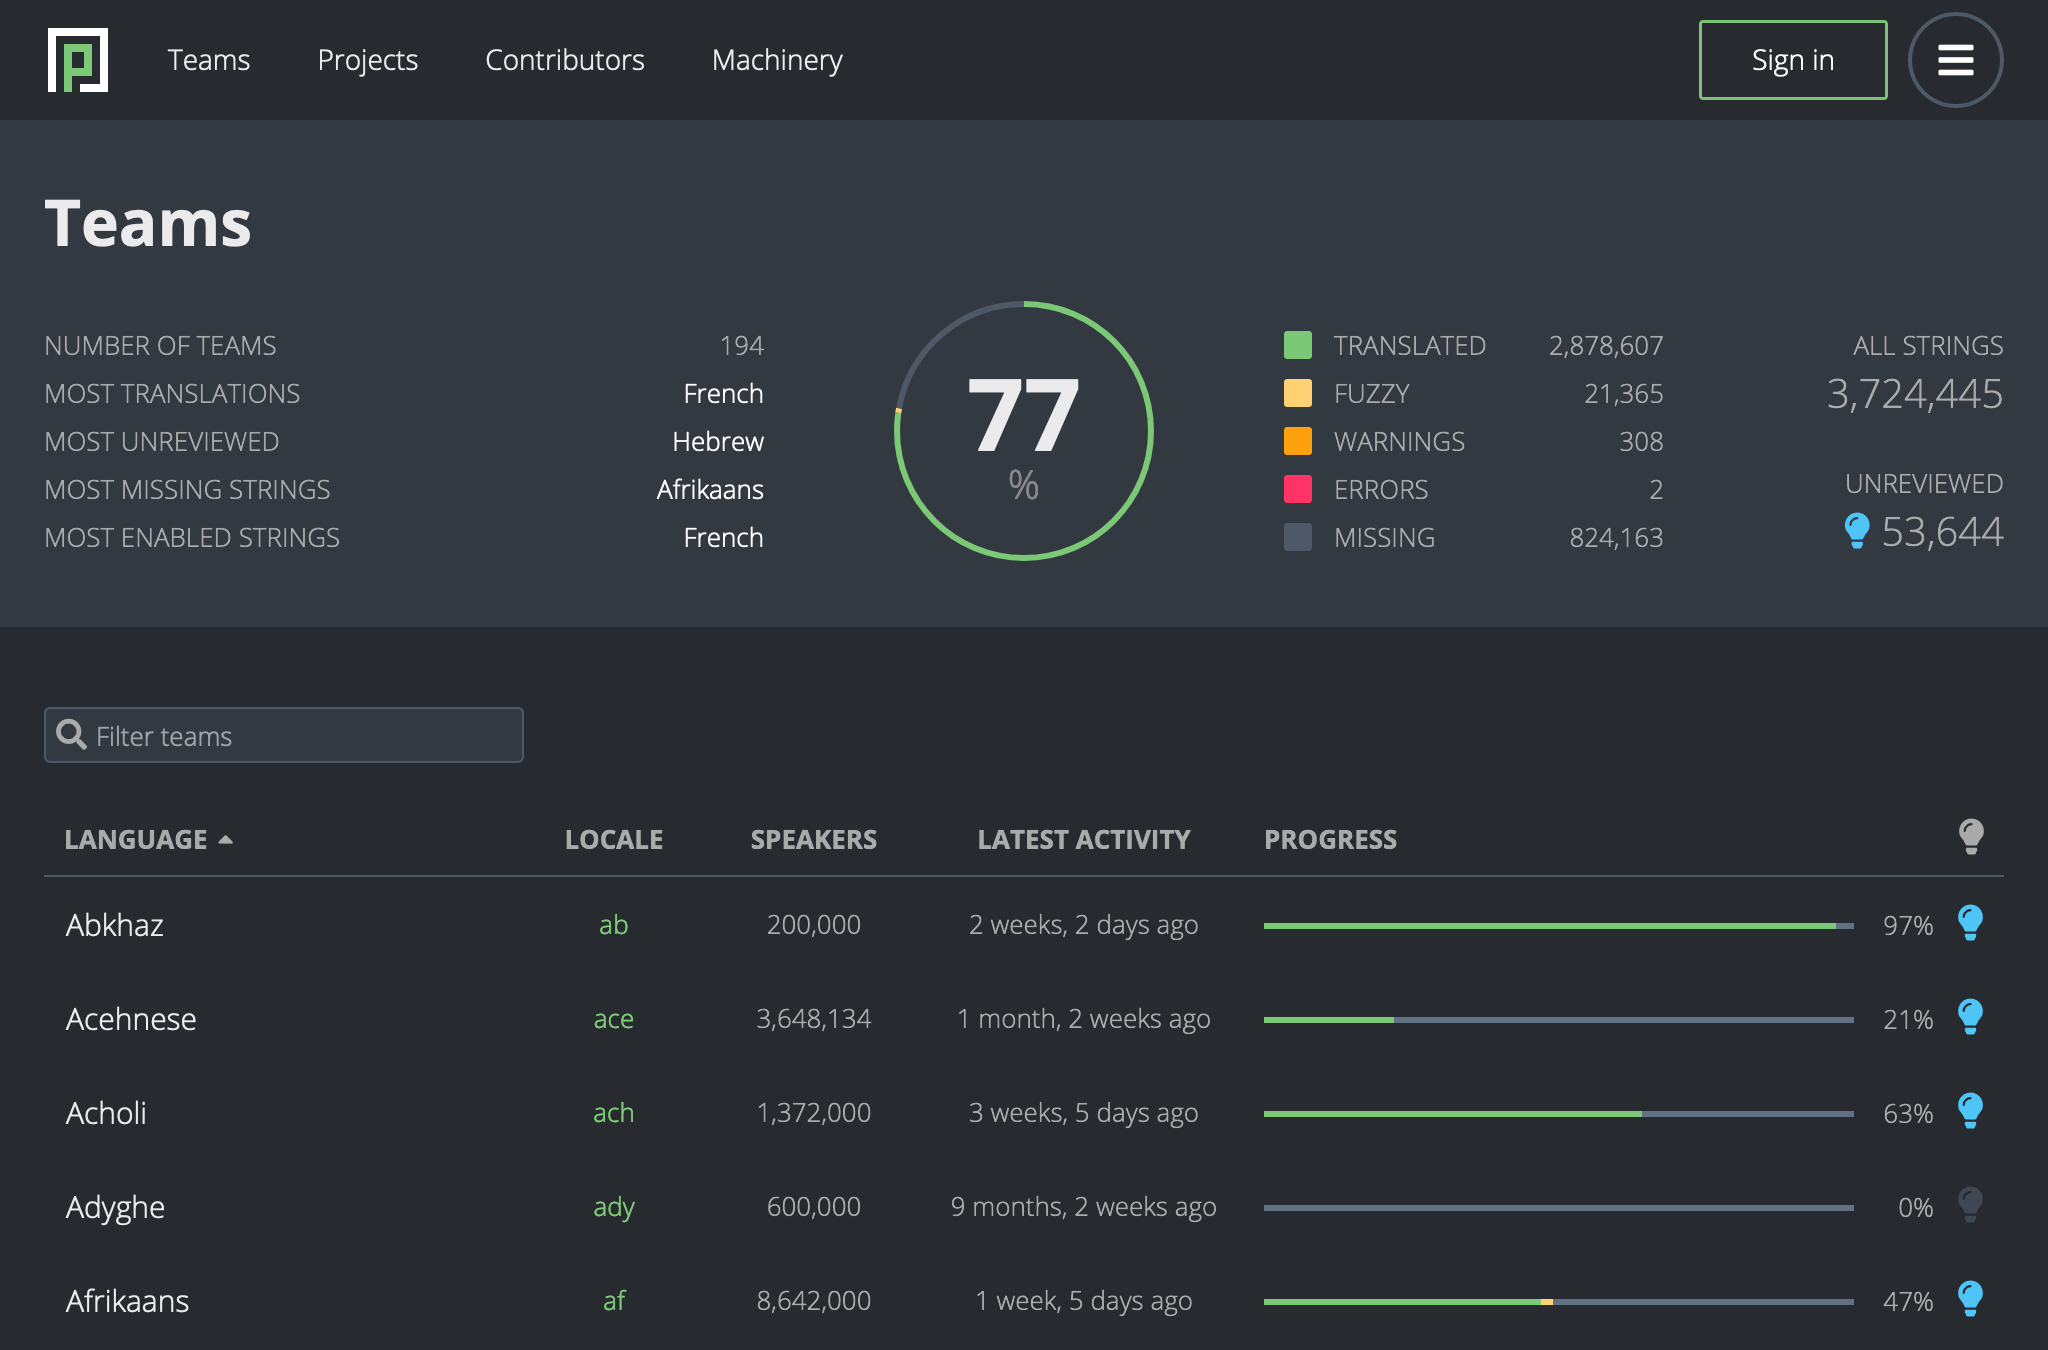 Teams Projects Contributors Machinery Sign in
Teams
NUMBER OF TEAMS 194
MOST TRANSLATIONS French
MOST UNREVIEWED Hebrew
MOST MISSING STRINGS Afrikaans
MOST ENABLED STRINGS French
77
%
TRANSLATED 2,878,607
FUZZY 21,365
WARNINGS 308
ERRORS 2
MISSING 824,163
ALL STRINGS
3,724,445
UNREVIEWED
53,644
Filter teams
LANGUAGE LOCALE SPEAKERS LATEST ACTIVITY PROGRESS
Abkhaz ab 200,000 2 weeks, 2 days ago 97%
Acehnese ace 3,648,134 1 month, 2 weeks ago 21%
Acholi ach 1,372,000 3 weeks, 5 days ago 63%
Adyghe ady 600,000 9 months, 2 weeks ago 0%
Afrikaans af 8,642,000 1 week, 5 days ago 47%